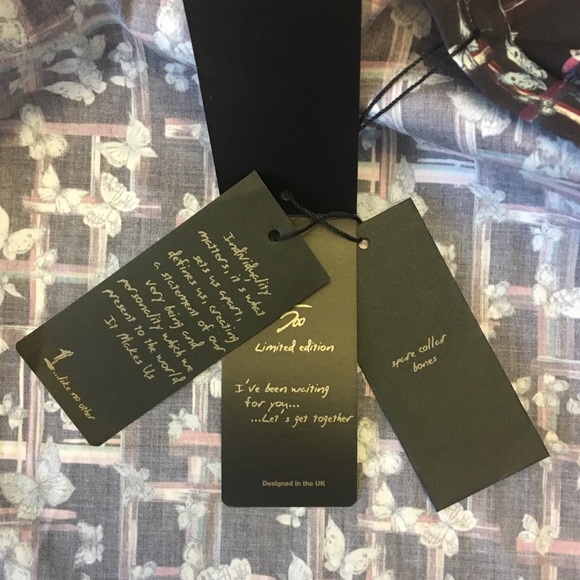 Individuality
matters, it's what
sets us apart,
defines us, creating
a statement of our
very being and
personality which we
present to the world
It Makes Us
1...like no other
500
Limited edition
I've been waiting
for you...
...Let's get together
Designed in the UK
spare collar
bones